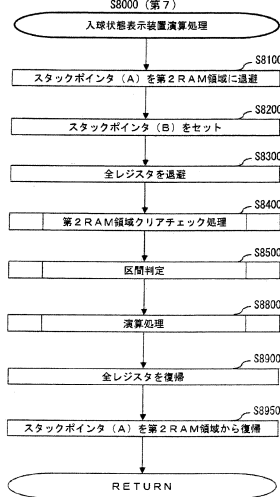 S8000（第７）
入球状態表示装置演算処理
S8100
スタックポインタ（Ａ）を第２ＲＡＭ領域に退避
S8200
スタックポインタ（Ｂ）をセット
S8300
全レジスタを退避
S8400
第２ＲＡＭ領域クリアチェック処理
S8500
区間判定
S8800
演算処理
S8900
全レジスタを復帰
S8950
スタックポインタ（Ａ）を第２ＲＡＭ領域から復帰
ＲＥＴＵＲＮ